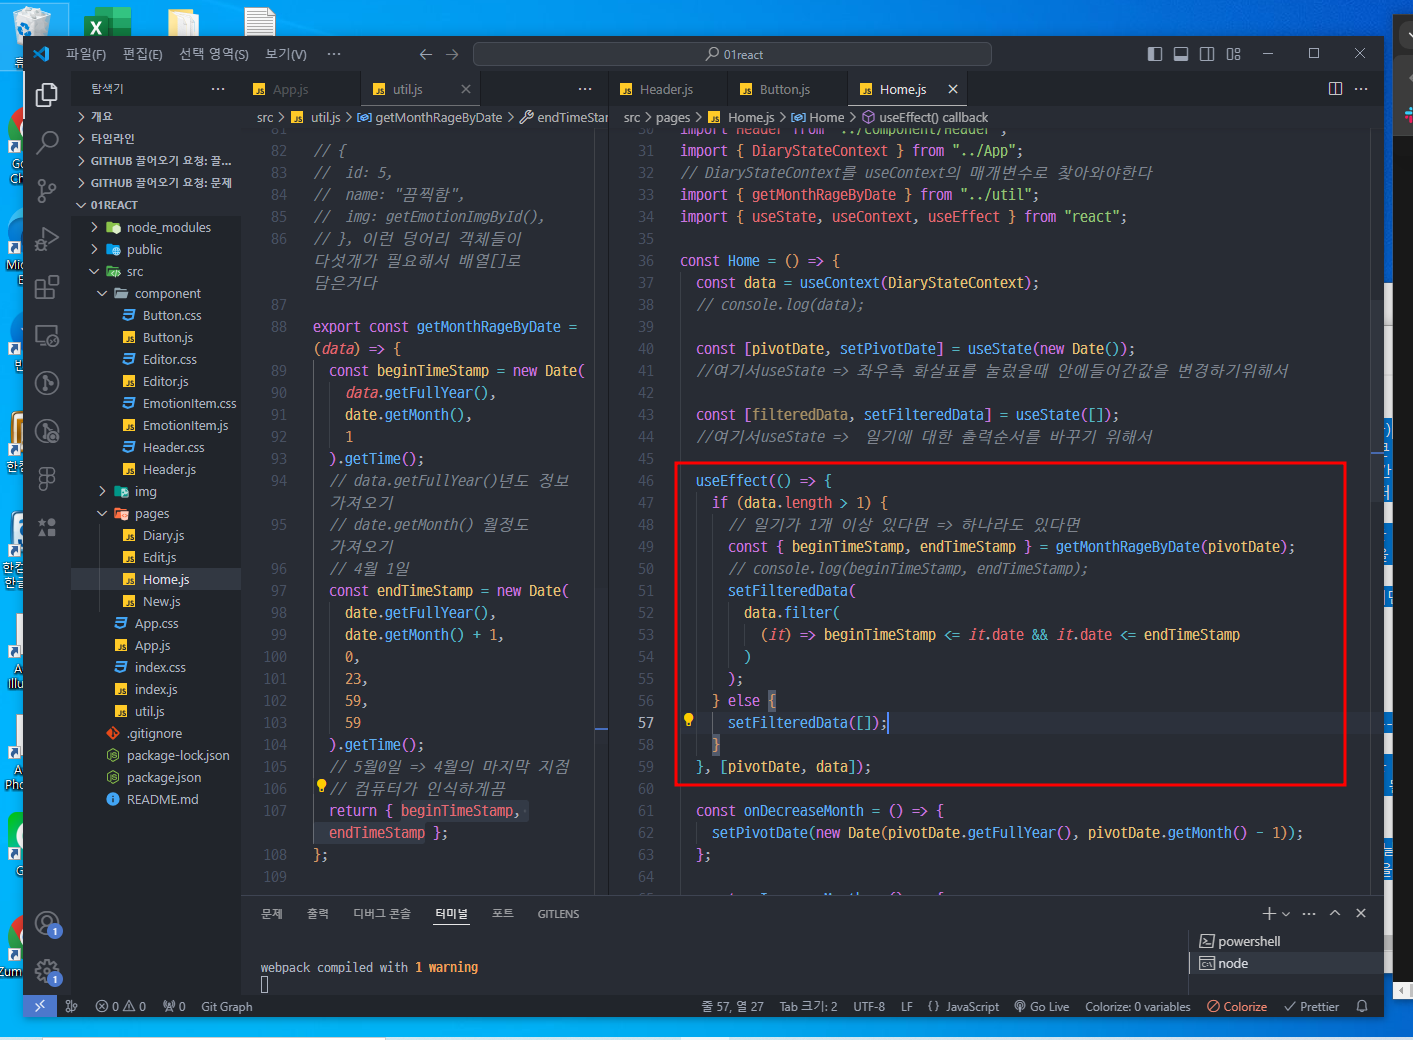 파일(F) 편집(E) 선택 영역(S) 보기(V) ··· 01react
탐색기 ···
개요
타임라인
GITHUB 끌어오기 요청: 끌...
GITHUB 끌어오기 요청: 문제
01REACT
node_modules
public
src
component
Button.css
Button.js
Editor.css
Editor.js
EmotionItem.css
EmotionItem.js
Header.css
Header.js
img
pages
Diary.js
Edit.js
Home.js
New.js
App.css
App.js
index.css
index.js
util.js
.gitignore
package-lock.json
package.json
README.md
App.js util.js
src > util.js > getMonthRageByDate > endTimeStar
81
82 // {
83 //  id: 5,
84 //  name: "끔찍함",
85 //  img: getEmotionImgById(),
86 // }, 이런 덩어리 객체들이
다섯개가 필요해서 배열[]로
담은거다
87
88 export const getMonthRageByDate =
(data) => {
89 const beginTimeStamp = new Date(
90 data.getFullYear(),
91 date.getMonth(),
92 1
93 ).getTime();
94 // data.getFullYear()년도 정보
가져오기
95 // date.getMonth() 월정도
가져오기
96 // 4월 1일
97 const endTimeStamp = new Date(
98 date.getFullYear(),
99 date.getMonth() + 1,
100 0,
101 23,
102 59,
103 59
104 ).getTime();
105 // 5월0일 => 4월의 마지막 지점
106 // 컴퓨터가 인식하게끔
107 return { beginTimeStamp,
endTimeStamp };
108 };
109
Header.js Button.js Home.js
src > pages > Home.js > Home > useEffect() callback
30 import Header from "../component/Header";
31 import { DiaryStateContext } from "../App";
32 // DiaryStateContext를 useContext의 매개변수로 찾아와야한다
33 import { getMonthRageByDate } from "../util";
34 import { useState, useContext, useEffect } from "react";
35
36 const Home = () => {
37 const data = useContext(DiaryStateContext);
38 // console.log(data);
39
40 const [pivotDate, setPivotDate] = useState(new Date());
41 //여기서useState => 좌우측 화살표를 눌렀을때 안에들어간값을 변경하기위해서
42
43 const [filteredData, setFilteredData] = useState([]);
44 //여기서useState =>  일기에 대한 출력순서를 바꾸기 위해서
45
46 useEffect(() => {
47 if (data.length > 1) {
48 // 일기가 1개 이상 있다면 => 하나라도 있다면
49 const { beginTimeStamp, endTimeStamp } = getMonthRageByDate(pivotDate);
50 // console.log(beginTimeStamp, endTimeStamp);
51 setFilteredData(
52 data.filter(
53 (it) => beginTimeStamp <= it.date && it.date <= endTimeStamp
54 )
55 );
56 } else {
57 setFilteredData([]);
58 }
59 }, [pivotDate, data]);
60
61 const onDecreaseMonth = () => {
62 setPivotDate(new Date(pivotDate.getFullYear(), pivotDate.getMonth() - 1));
63 };
64
문제 출력 디버그 콘솔 터미널 포트 GITLENS
webpack compiled with 1 warning
powershell
node
0 0 0 Git Graph 줄 57, 열 27 Tab 크기: 2 UTF-8 LF {} JavaScript Go Live Colorize: 0 variables Colorize Prettier